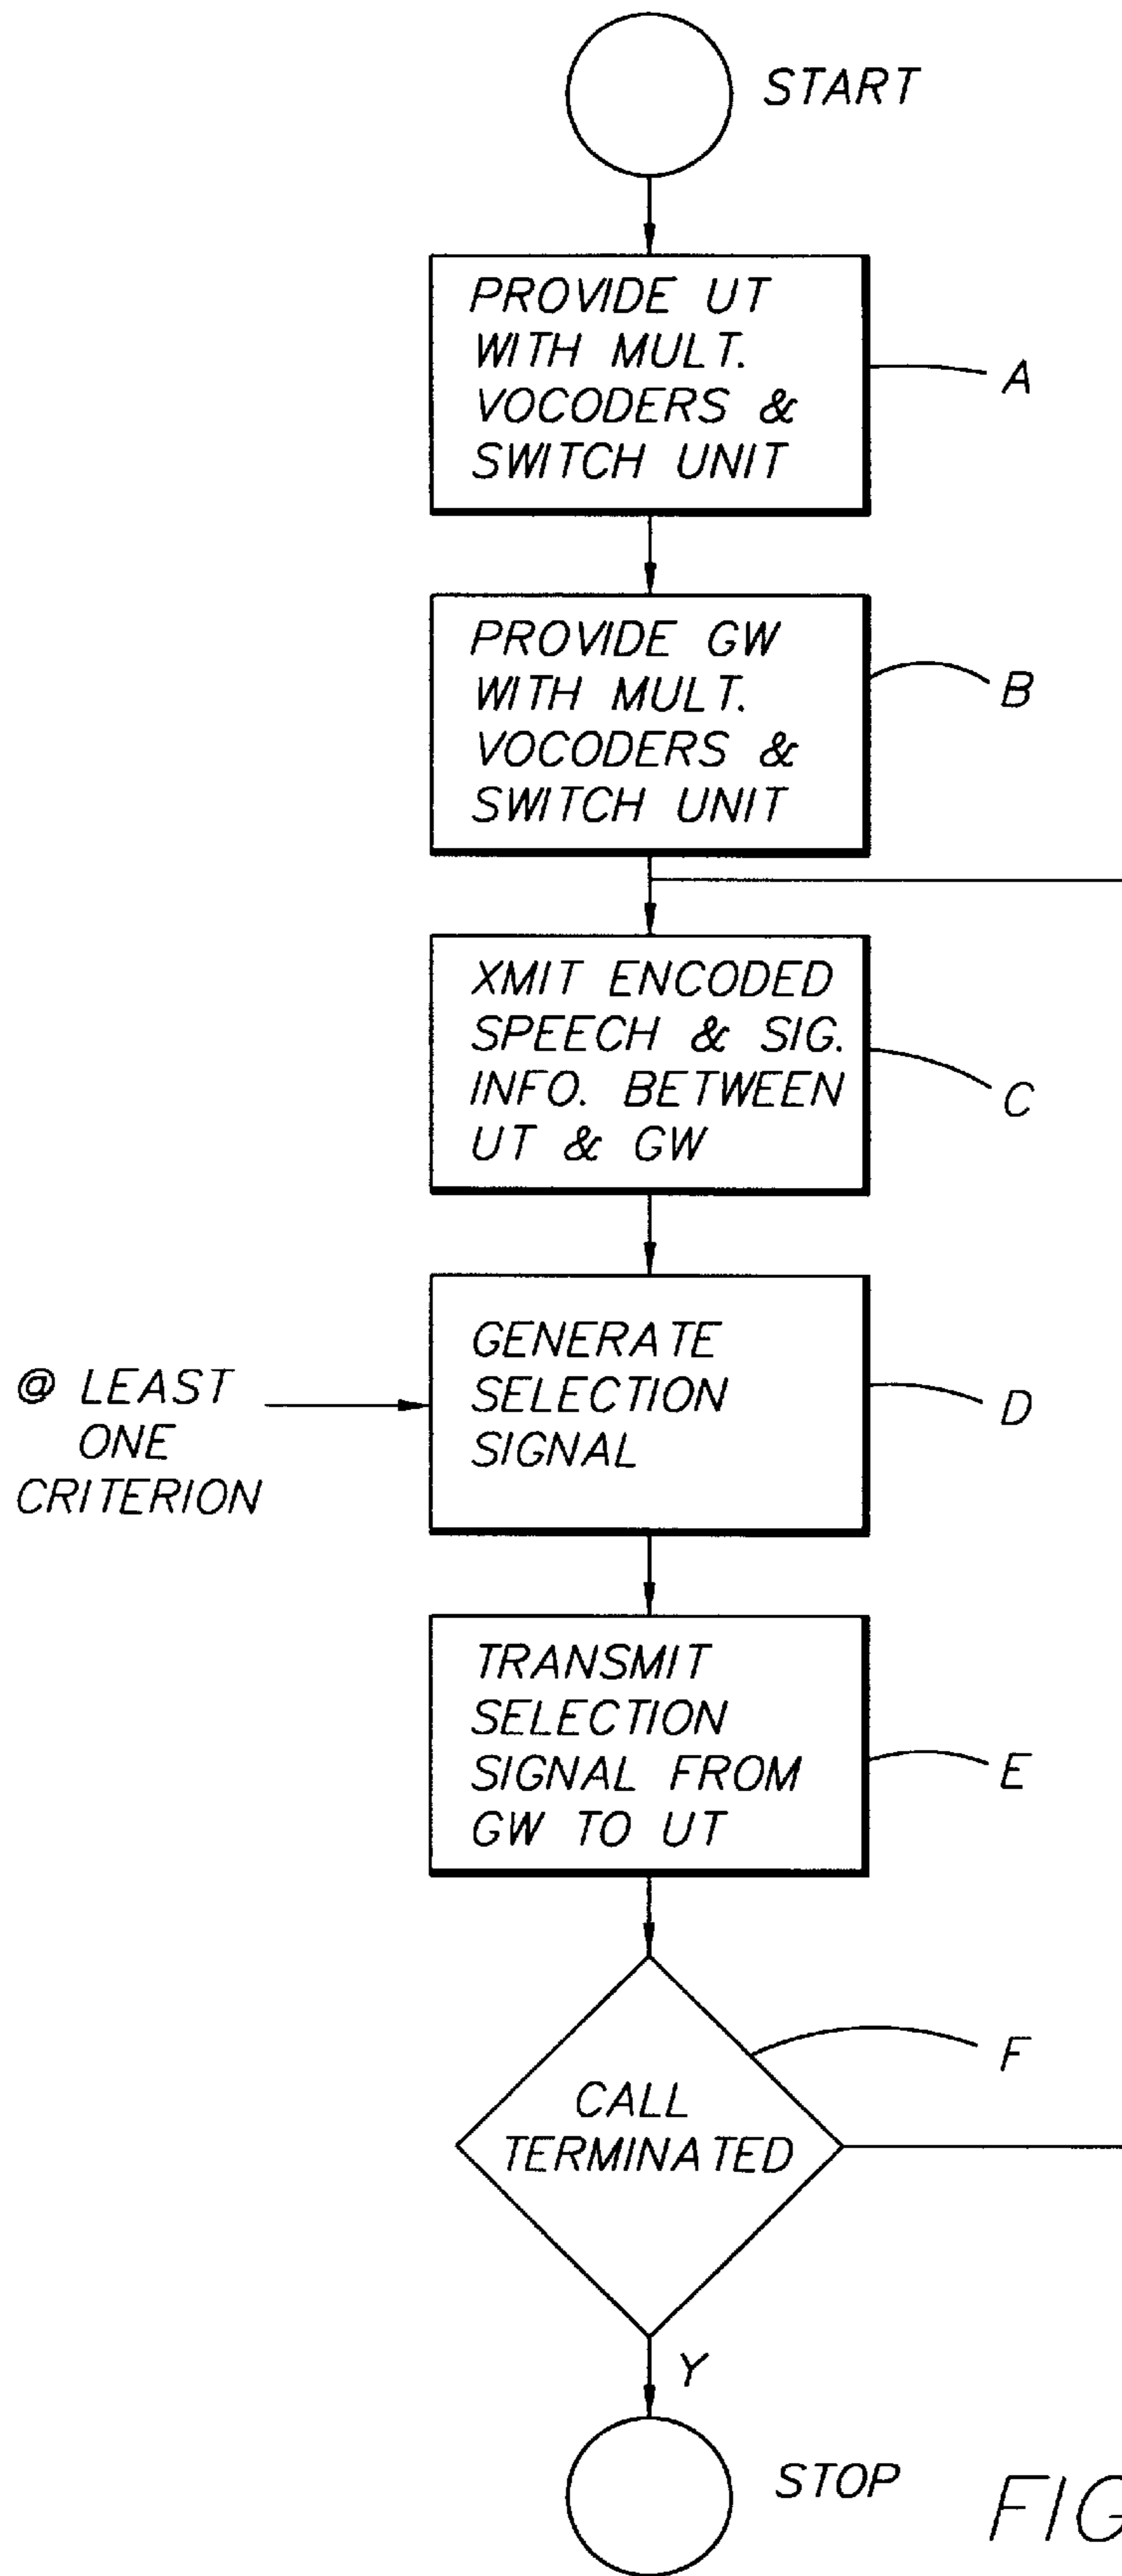 START
PROVIDE UT
WITH MULT.
VOCODERS &
SWITCH UNIT
A
PROVIDE GW
WITH MULT.
VOCODERS &
SWITCH UNIT
B
XMIT ENCODED
SPEECH & SIG.
INFO. BETWEEN
UT & GW
C
@ LEAST
ONE
CRITERION
GENERATE
SELECTION
SIGNAL
D
TRANSMIT
SELECTION
SIGNAL FROM
GW TO UT
E
CALL
TERMINATED
F
Y
STOP
FIG